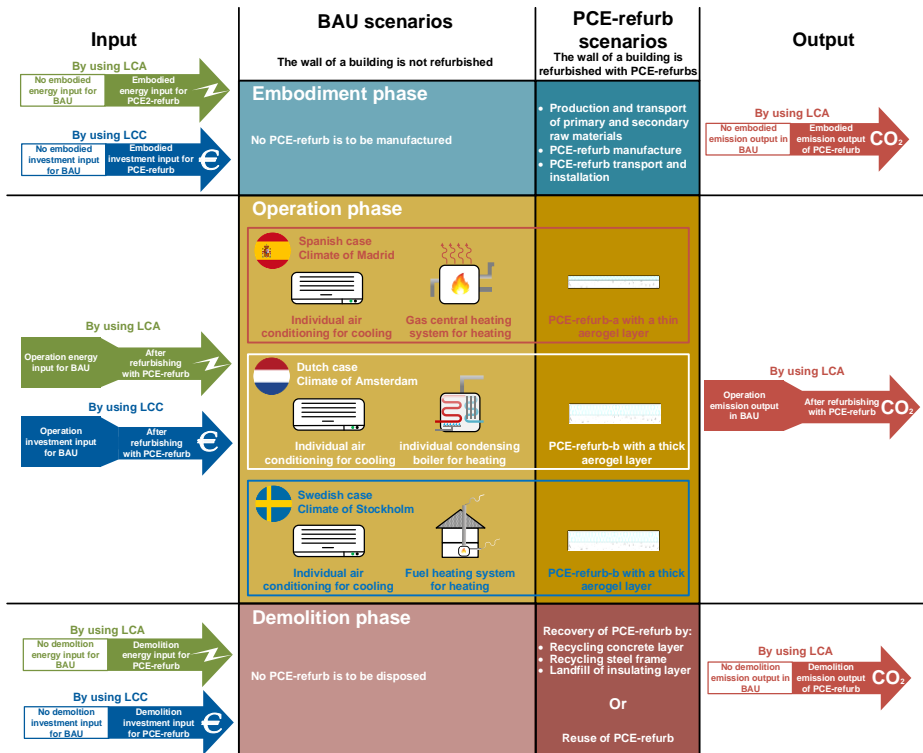 Input
BAU scenarios
PCE-refurb
scenarios
Output
The wall of a building is not refurbished
The wall of a building is
refurbished with PCE-refurbs
By using LCA
No embodied
energy input for
BAU
Embodied
energy input for
PCE2-refurb
By using LCC
No embodied
investment input
for BAU
Embodied
investment input
for PCE-refurb
€
Embodiment phase
No PCE-refurb is to be manufactured
• Production and transport
of primary and secondary
raw materials
• PCE-refurb manufacture
• PCE-refurb transport and
installation
By using LCA
No embodied
emission output in
BAU
Embodied
emission output
of PCE-refurb
CO2
Operation phase
Spanish case
Climate of Madrid
Individual air
conditioning for cooling
Gas central heating
system for heating
PCE-refurb-a with a thin
aerogel layer
By using LCA
Operation energy
input for BAU
After
refurbishing
with PCE-refurb
By using LCC
Operation
investment input
for BAU
After
refurbishing
with PCE-refurb
€
Dutch case
Climate of Amsterdam
Individual air
conditioning for cooling
individual condensing
boiler for heating
PCE-refurb-b with a thick
aerogel layer
By using LCA
Operation
emission output
in BAU
After refurbishing
with PCE-refurb
CO2
Swedish case
Climate of Stockholm
Individual air
conditioning for cooling
Fuel heating system
for heating
PCE-refurb-b with a thick
aerogel layer
Demolition phase
By using LCA
No demoltion
energy input for
BAU
Demolition
energy input for
PCE-refurb
By using LCC
No demolition
investment input
for BAU
Demolition
investment input
for PCE-refurb
€
No PCE-refurb is to be disposed
Recovery of PCE-refurb by:
• Recycling concrete layer
• Recycling steel frame
• Landfill of insulating layer
Or
Reuse of PCE-refurb
By using LCA
No demolition
emission output in
BAU
Demolition
emission output
of PCE-refurb
CO2